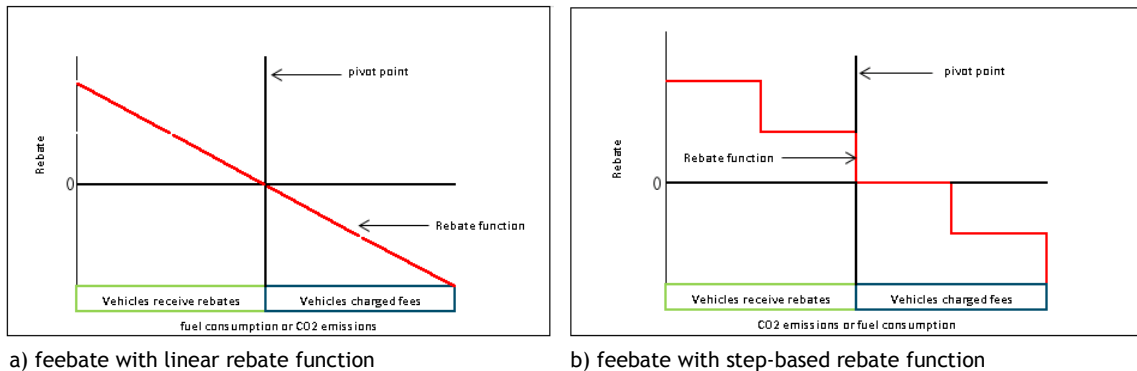 pivot point
Rebate
0
Rebate function
Vehicles receive rebates
Vehicles charged fees
fuel consumption or CO2 emissions
a) feebate with linear rebate function
pivot point
Rebate function
Rebate
0
Vehicles receive rebates
Vehicles charged fees
CO2 emissions or fuel consumption
b) feebate with step-based rebate function